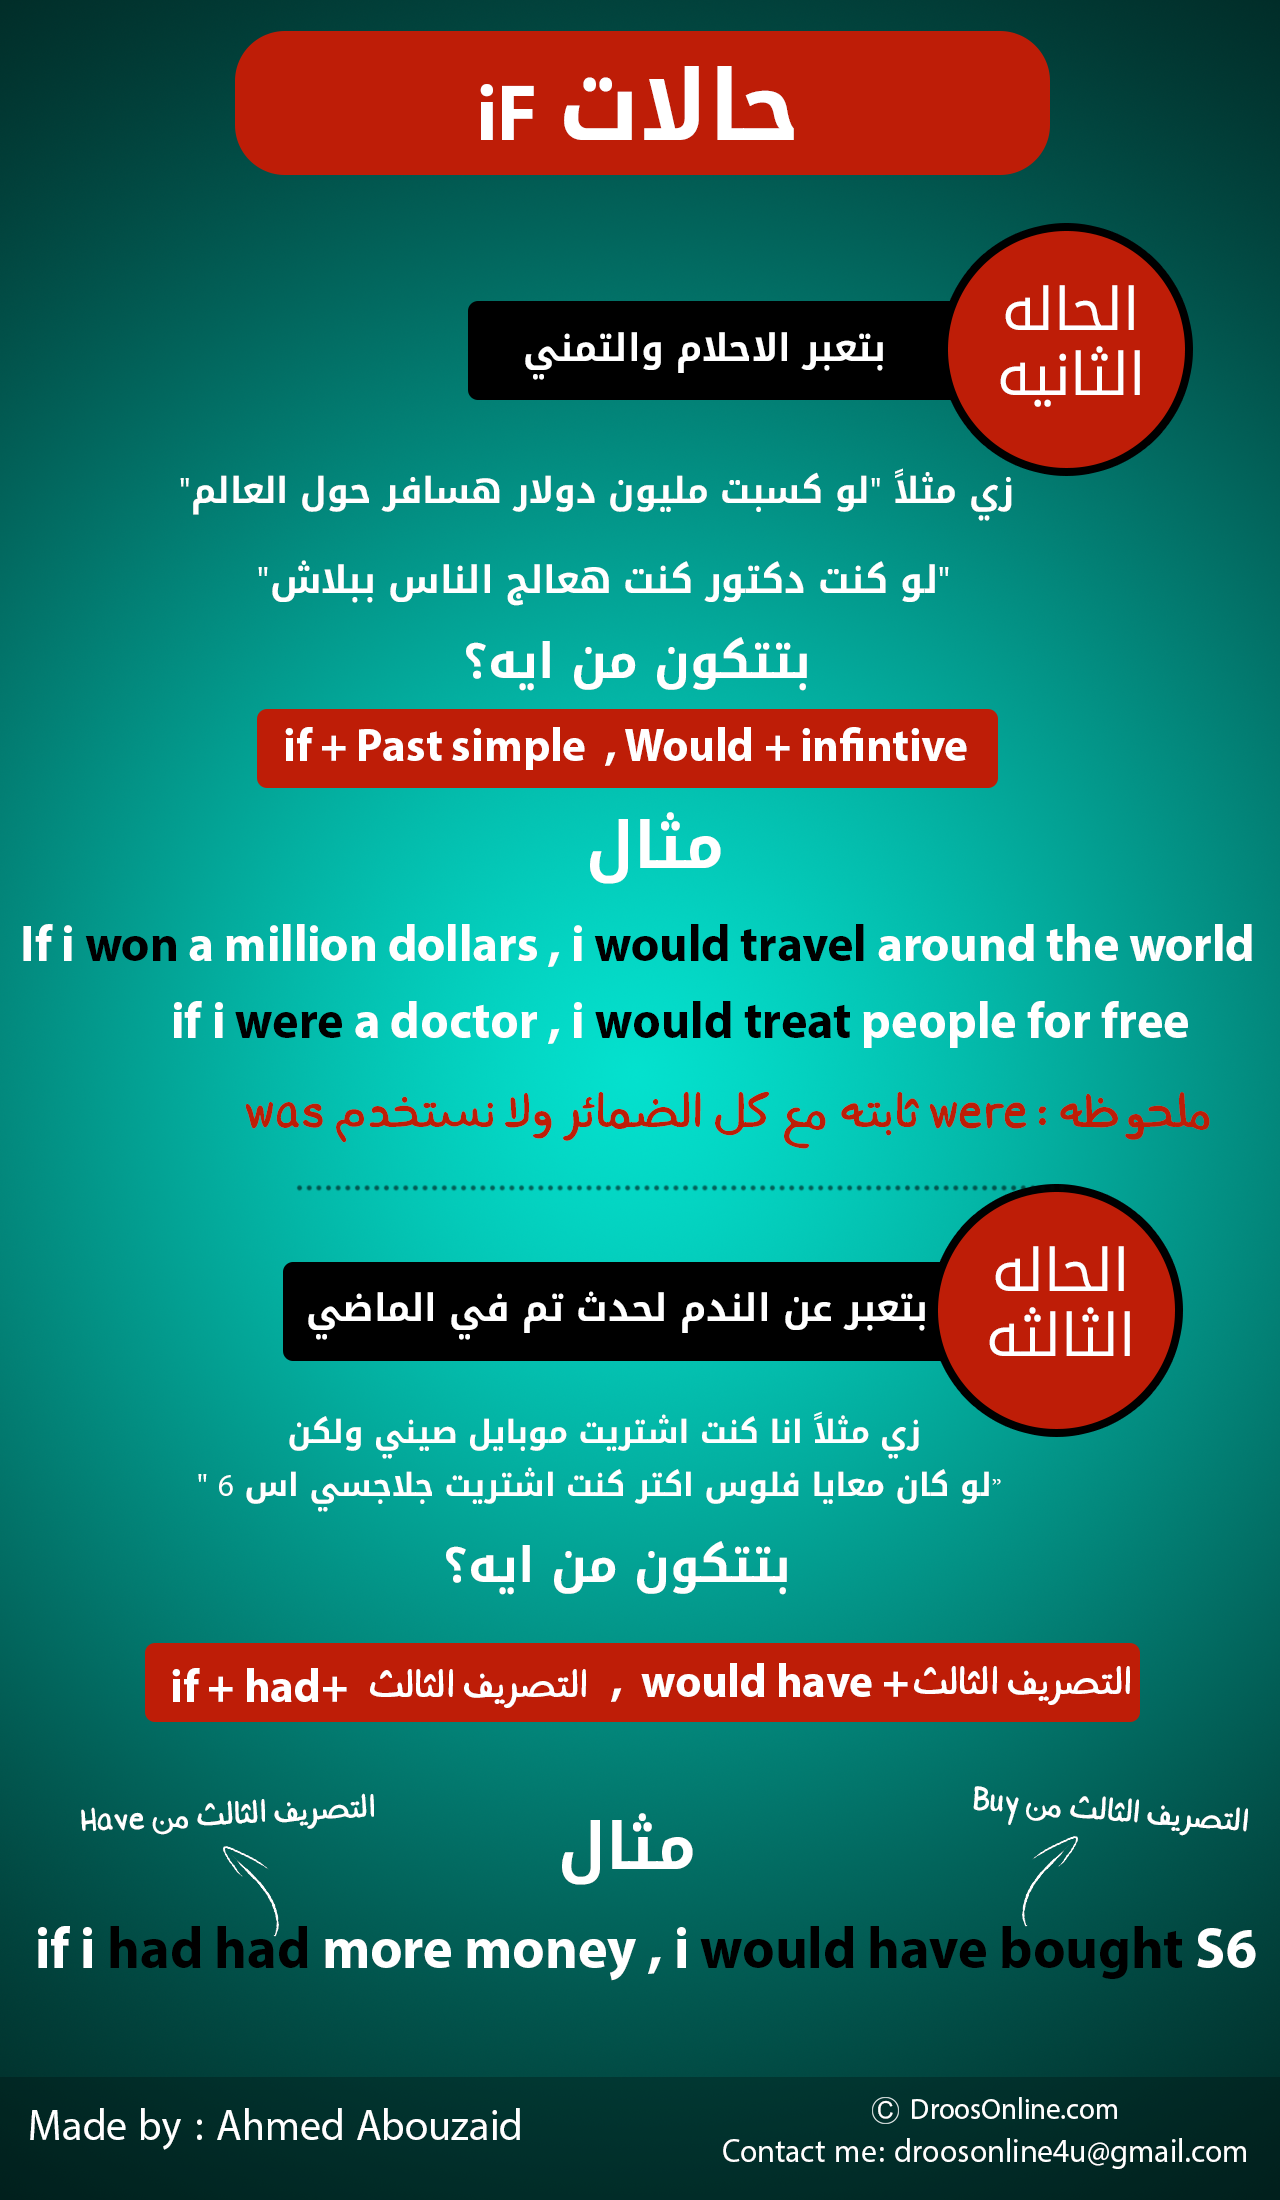 حالات iF
الحاله
الثانيه
بتعبر الاحلام والتمني
زي مثلاً "لو كسبت مليون دولار هسافر حول العالم"
"لو كنت دكتور كنت هعالج الناس ببلاش"
بتتكون من ايه؟
if + Past simple , Would + infintive
مثال
If i won a million dollars , i would travel around the world
if i were a doctor , i would treat people for free
ملحوظه : were ثابته مع كل الضمائر ولا نستخدم was
الحاله
الثالثه
بتعبر عن الندم لحدث تم في الماضي
زي مثلاً انا كنت اشتريت موبايل صيني ولكن
”لو كان معايا فلوس اكتر كنت اشتريت جلاجسي اس 6 "
بتتكون من ايه؟
if + had+ التصريف الثالث , would have +التصريف الثالث
التصريف الثالث من Have
التصريف الثالث من Buy
مثال
if i had had more money , i would have bought S6
Made by : Ahmed Abouzaid
© DroosOnline.com
Contact me: droosonline4u@gmail.com